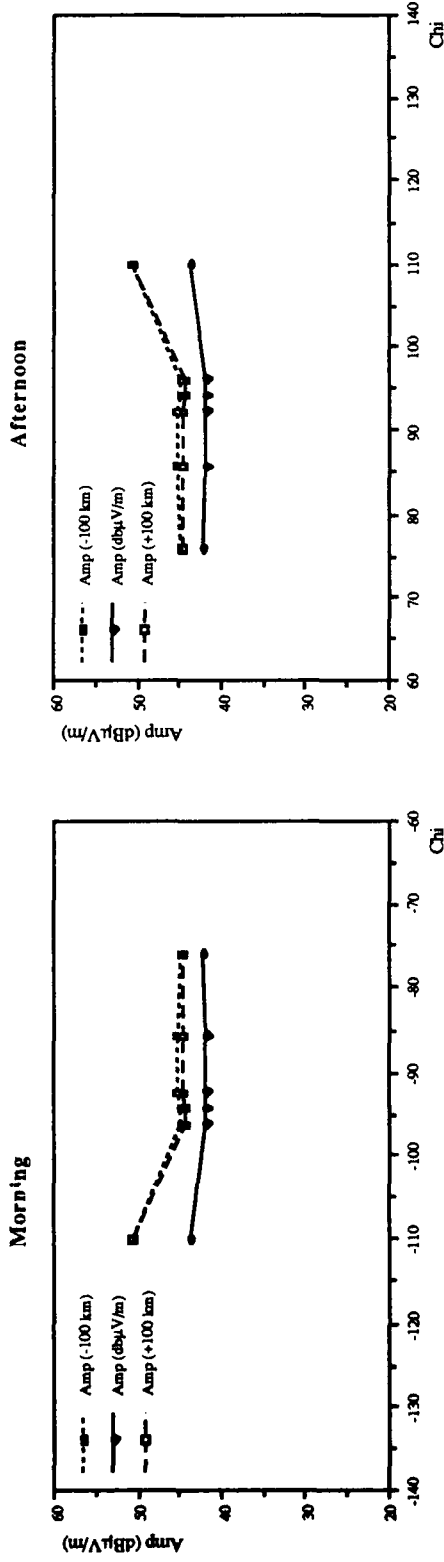 Morning
Amp (dBµV/m)
60
50
40
30
20
Amp (-100 km)
Amp (dbµV/m)
Amp (+100 km)
-140
-130
-120
-110
-100
-90
-80
-70
-60
Chi
Afternoon
Amp (dBµV/m)
60
50
40
30
20
Amp (-100 km)
Amp (dbµV/m)
Amp (+100 km)
60
70
80
90
100
110
120
130
140
Chi